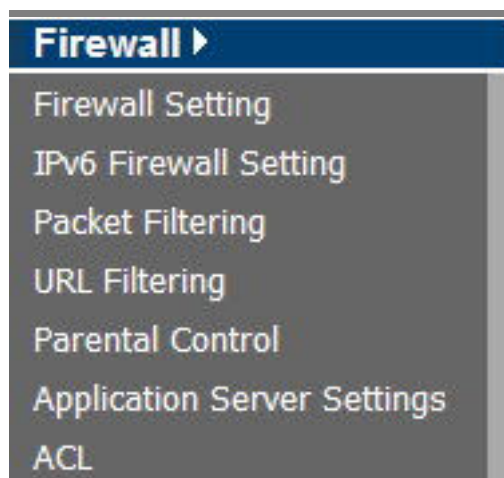 Firewall
Firewall Setting
IPv6 Firewall Setting
Packet Filtering
URL Filtering
Parental Control
Application Server Settings
ACL